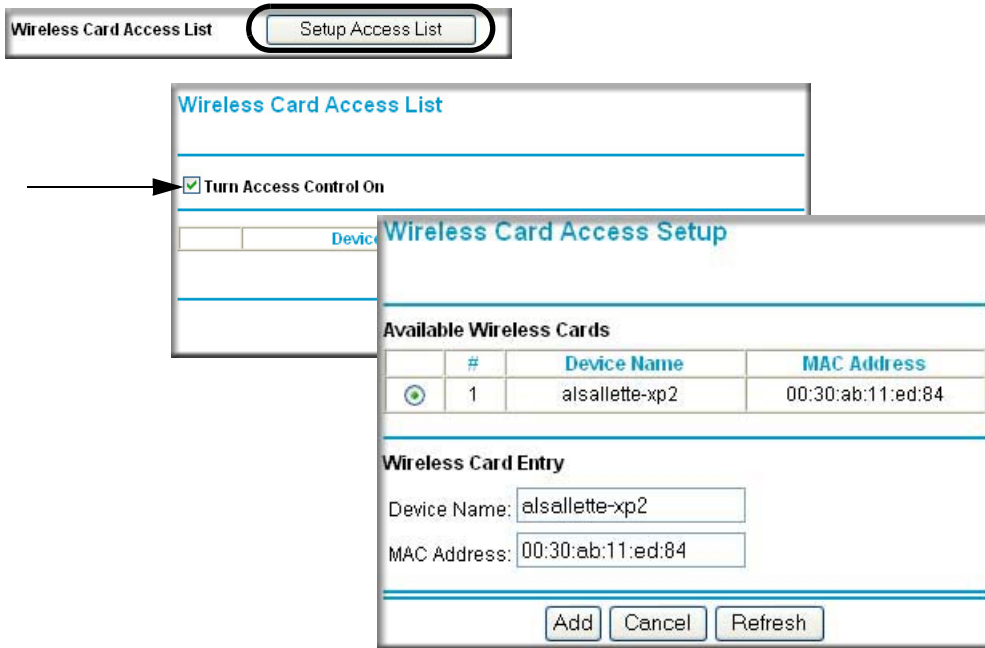 Wireless Card Access List Setup Access List
Wireless Card Access List
Turn Access Control On
Device
Wireless Card Access Setup
Available Wireless Cards
# Device Name MAC Address
1 alsallette-xp2 00:30:ab:11:ed:84
Wireless Card Entry
Device Name: alsallette-xp2
MAC Address: 00:30:ab:11:ed:84
Add Cancel Refresh